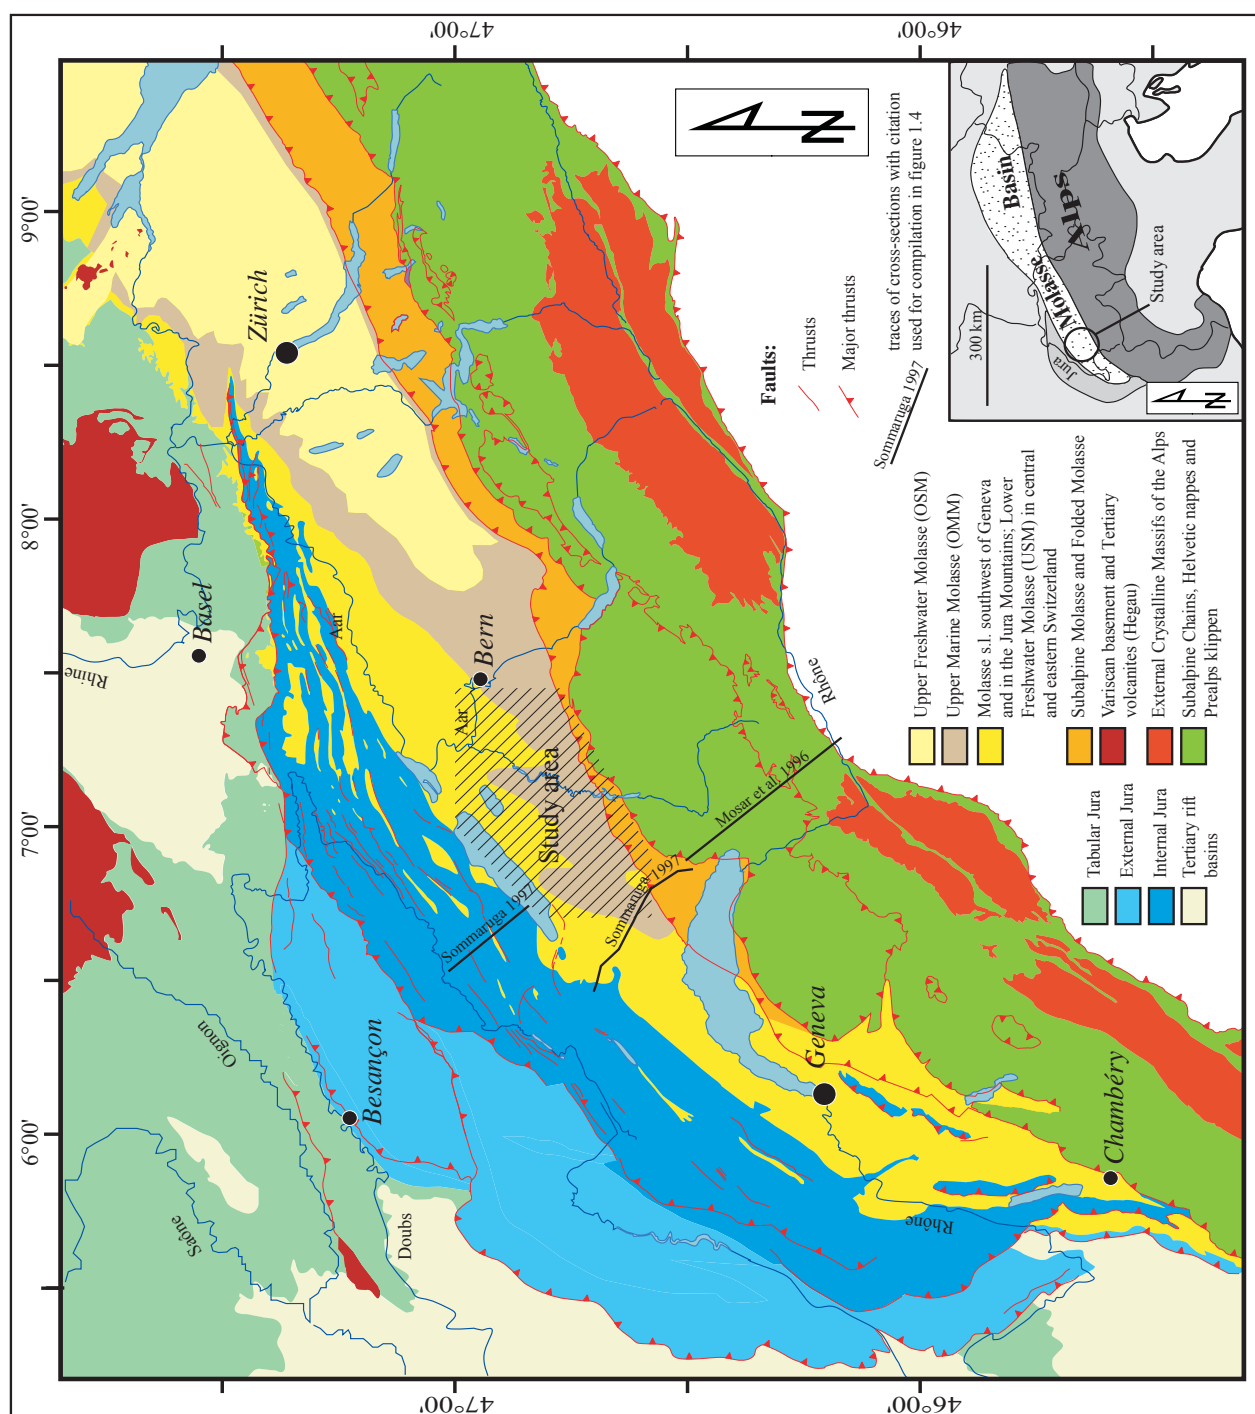 47°00'
46°00'
6°00'
7°00'
8°00'
9°00'
47°00'
46°00'
Saône
Oignon
Doubs
Besançon
Rhine
Basel
Aar
Zürich
Aar
Bern
Study area
Sommaruga 1997
Sommaruga 1997
Mosar et al, 1996
Rhône
Geneva
Rhône
Chambéry
N
Faults:
Thrusts
Major thrusts
Sommaruga 1997
traces of cross-sections with citation
used for compilation in figure 1.4
Tabular Jura
External Jura
Internal Jura
Tertiary rift
basins
Upper Freshwater Molasse (OSM)
Upper Marine Molasse (OMM)
Molasse s.l. southwest of Geneva
and in the Jura Mountains; Lower
Freshwater Molasse (USM) in central
and eastern Switzerland
Subalpine Molasse and Folded Molasse
Variscan basement and Tertiary
volcanites (Hegau)
External Crystalline Massifs of the Alps
Subalpine Chains, Helvetic nappes and
Prealps klippen
300 km
Jura
Molasse
Basin
Alps
Study area
N